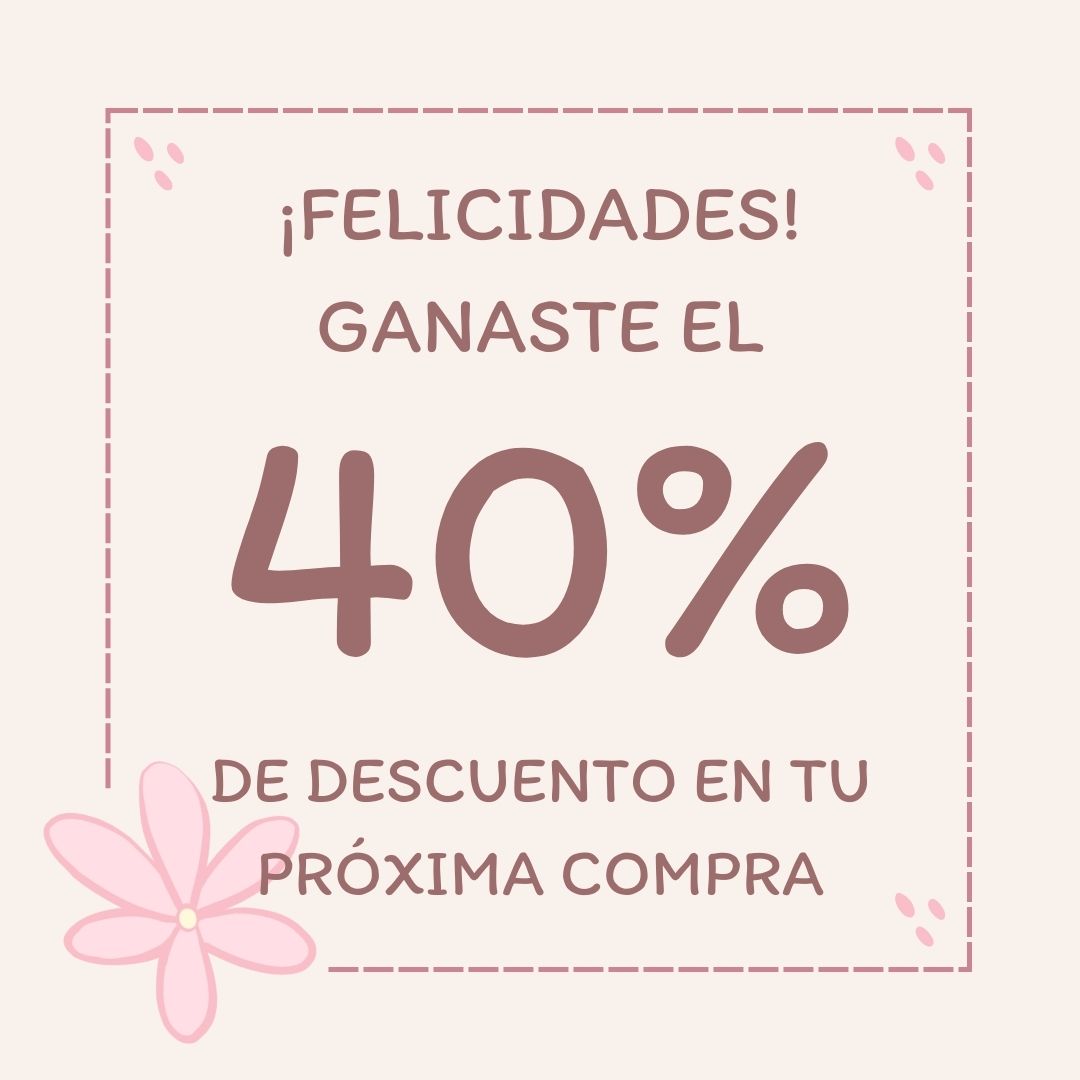 ¡FELICIDADES!
GANASTE EL
40%
DE DESCUENTO EN TU
PRÓXIMA COMPRA